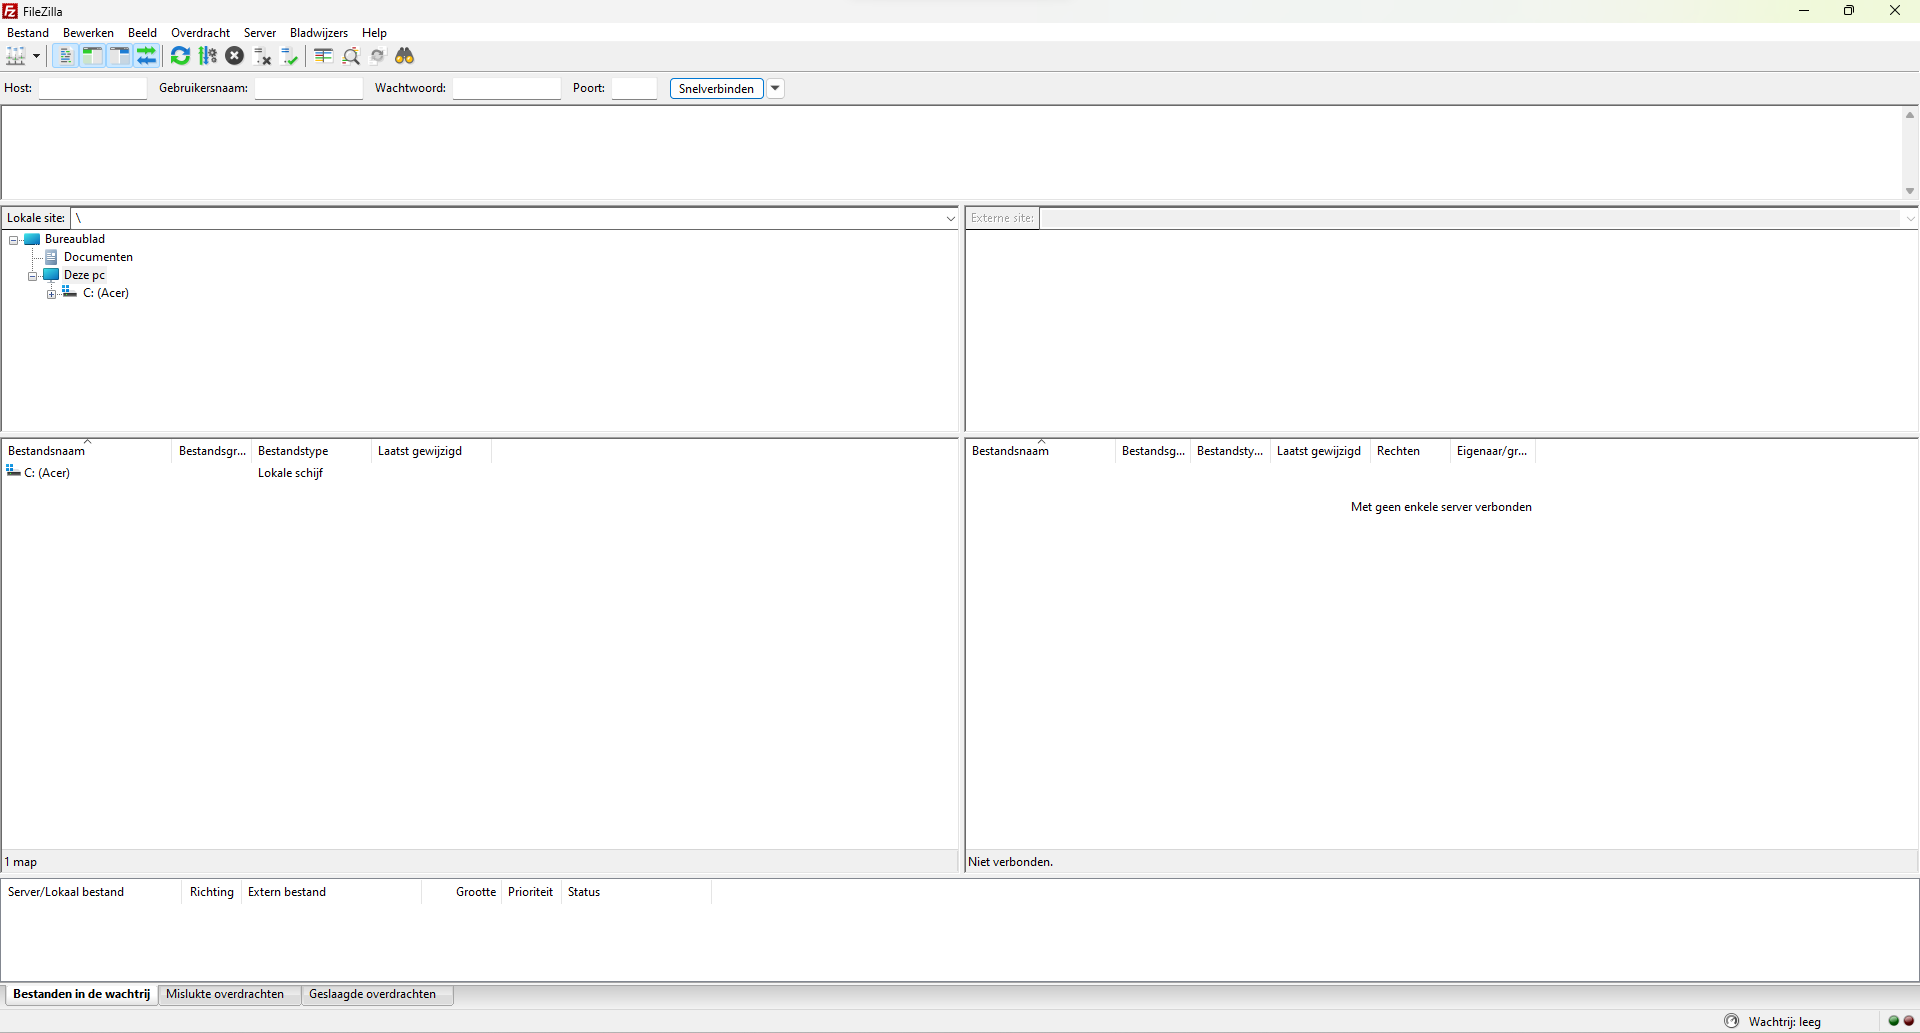 FileZilla
Bestand Bewerken Beeld Overdracht Server Bladwijzers Help
Host: Gebruikersnaam: Wachtwoord: Poort: Snelverbinden
Lokale site: \
Externe site:
Bureaublad
Documenten
Deze pc
C: (Acer)
Bestandsnaam Bestandsgr... Bestandstype Laatst gewijzigd
C: (Acer) Lokale schijf
1 map
Bestandsnaam Bestandsg... Bestandsty... Laatst gewijzigd Rechten Eigenaar/gr...
Met geen enkele server verbonden
Niet verbonden.
Server/Lokaal bestand Richting Extern bestand Grootte Prioriteit Status
Bestanden in de wachtrij Mislukte overdrachten Geslaagde overdrachten
Wachtrij: leeg